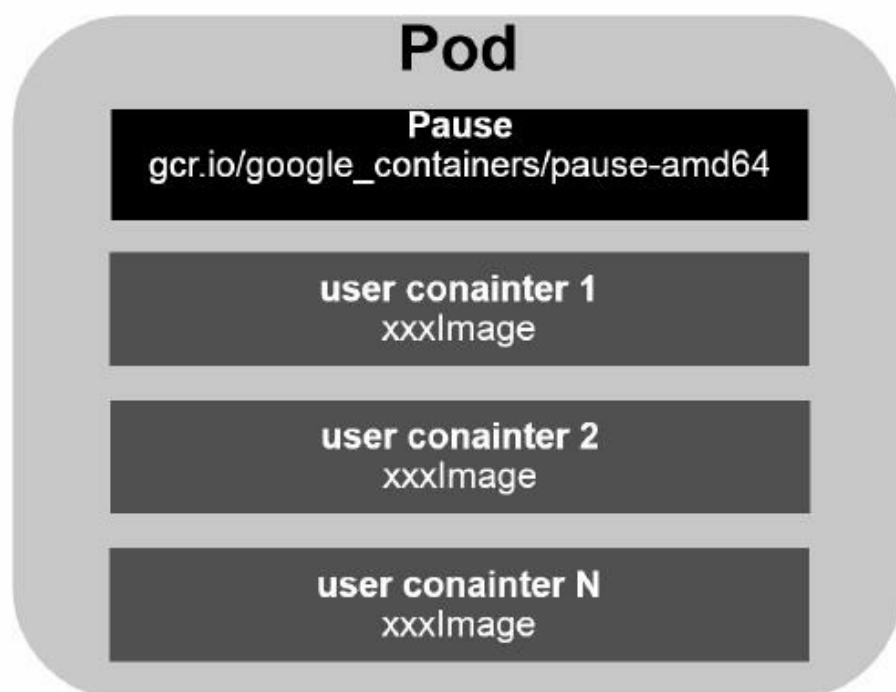 Pod
Pause
gcr.io/google_containers/pause-amd64
user conainter 1
xxxImage
user conainter 2
xxxImage
user conainter N
xxxImage